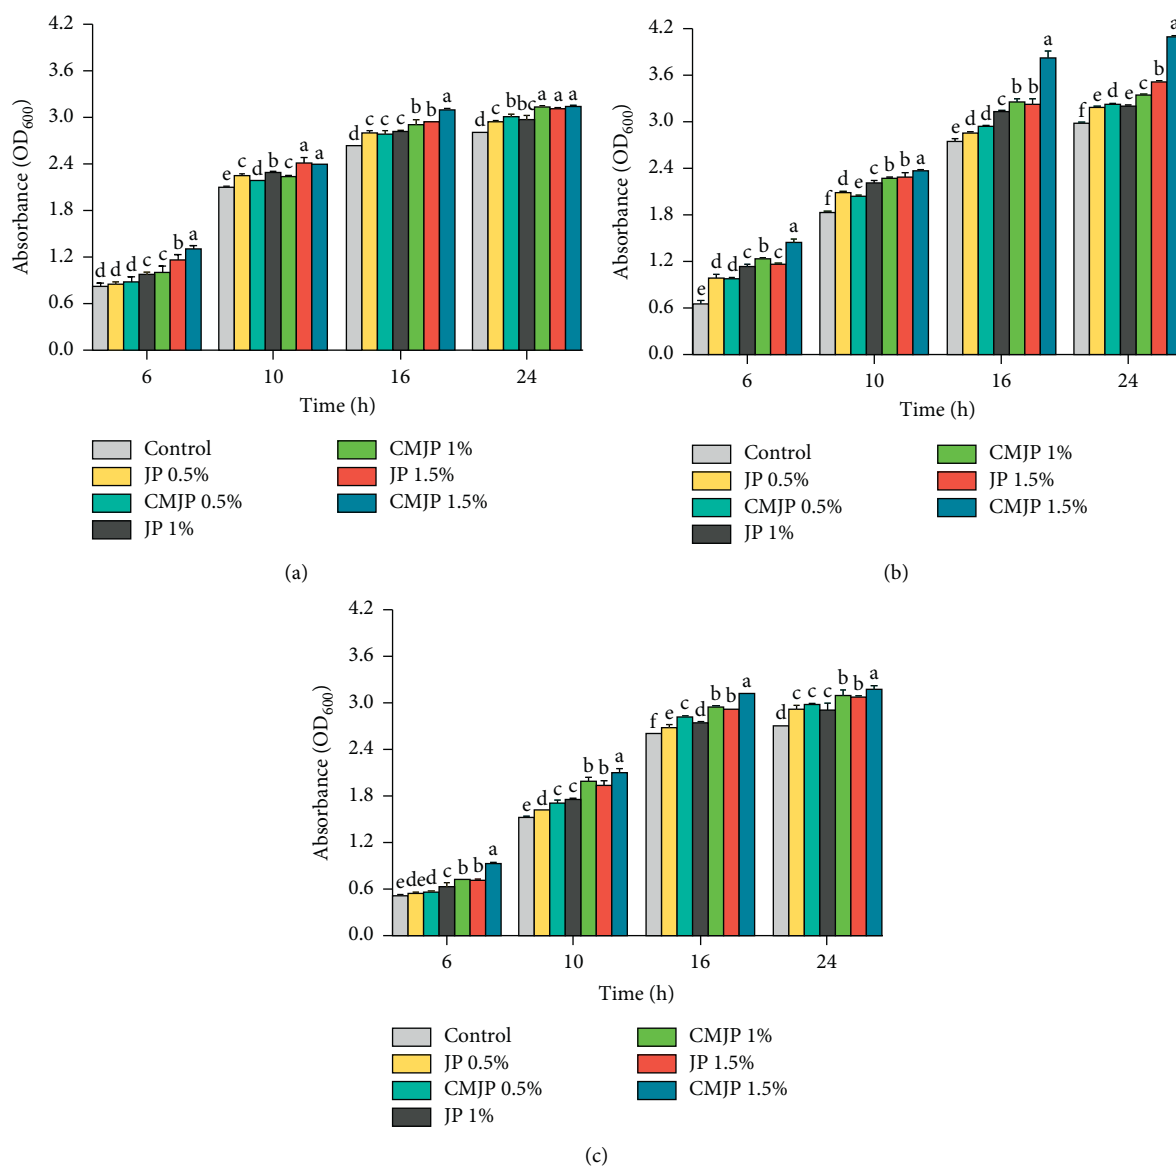 4.2
3.6
3.0
2.4
1.8
1.2
0.6
0.0
Absorbance (OD600)
d d d c c b a
e c d b c a a
d c c c b b a
d c b bc a a a
6 10 16 24
Time (h)
Control
JP 0.5%
CMJP 0.5%
JP 1%
CMJP 1%
JP 1.5%
CMJP 1.5%
(a)
4.2
3.6
3.0
2.4
1.8
1.2
0.6
0.0
Absorbance (OD600)
e d d c b c a
f d e c b b a
e d d c b b a
f e d e c b a
6 10 16 24
Time (h)
Control
JP 0.5%
CMJP 0.5%
JP 1%
CMJP 1%
JP 1.5%
CMJP 1.5%
(b)
4.2
3.6
3.0
2.4
1.8
1.2
0.6
0.0
Absorbance (OD600)
e de d c b b a
e d c c b b a
f e c d b b a
d c c c b b a
6 10 16 24
Time (h)
Control
JP 0.5%
CMJP 0.5%
JP 1%
CMJP 1%
JP 1.5%
CMJP 1.5%
(c)